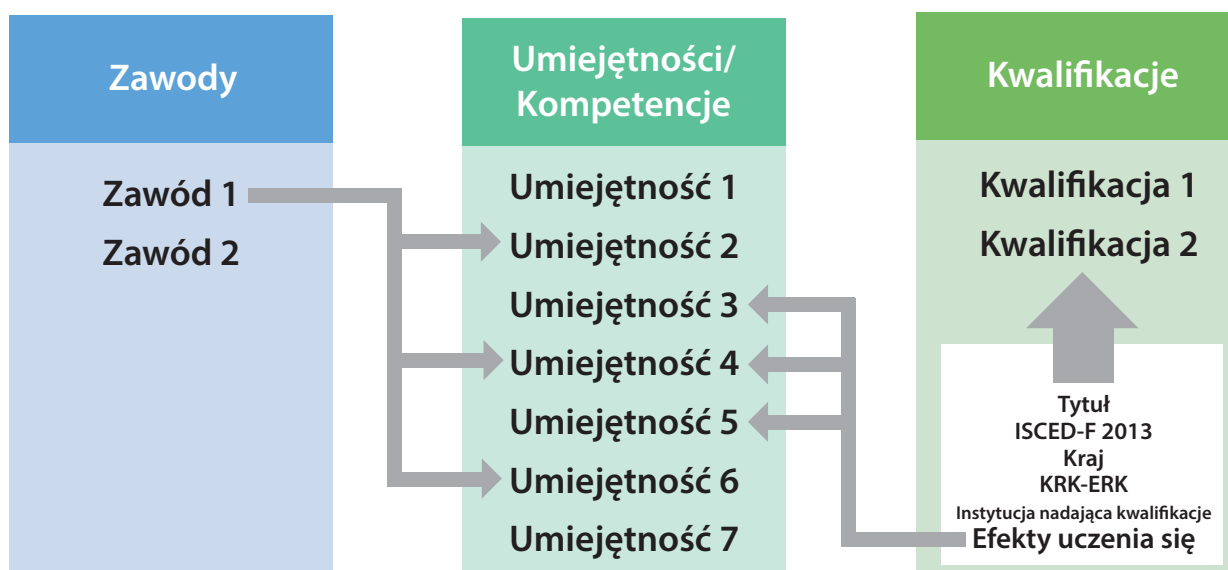 Zawody
Zawód 1
Zawód 2
Umiejętności/
Kompetencje
Umiejętność 1
Umiejętność 2
Umiejętność 3
Umiejętność 4
Umiejętność 5
Umiejętność 6
Umiejętność 7
Kwalifikacje
Kwalifikacja 1
Kwalifikacja 2
Tytuł
ISCED-F 2013
Kraj
KRK-ERK
Instytucja nadająca kwalifikacje
Efekty uczenia się